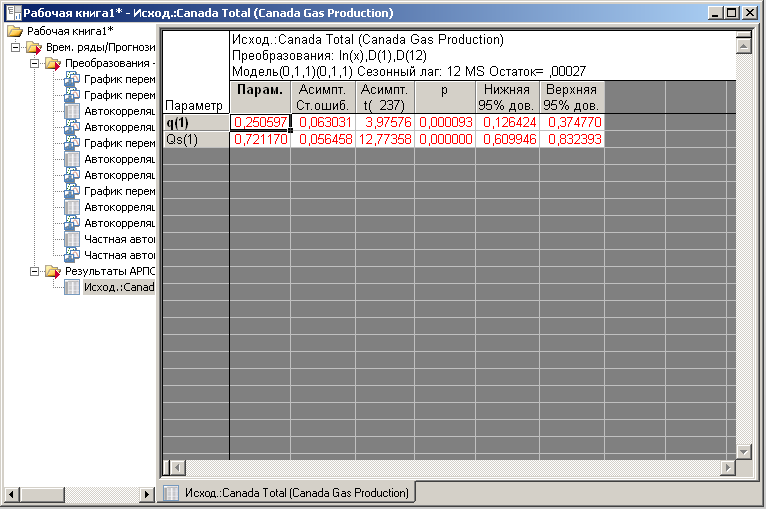 Рабочая книга1* - Исход.:Canada Total (Canada Gas Production)
Рабочая книга1*
Врем. ряды/Прогнози
Преобразования -
График перем
График перем
Автокорреляц
Автокорреляц
График перем
Автокорреляц
Автокорреляц
График перем
Автокорреляц
Автокорреляц
Частная автон
Частная автон
Результаты АРПС
Исход.:Canad
Исход.:Canada Total (Canada Gas Production)
Преобразования: ln(x),D(1),D(12)
Модель(0,1,1)(0,1,1) Сезонный лаг: 12 MS Остаток= ,00027
Параметр Парам. Асимпт. Ст.ошиб. Асимпт. t( 237) p Нижняя 95% дов. Верхняя 95% дов.
q(1) 0,250597 0,063031 3,97576 0,000093 0,126424 0,374770
Qs(1) 0,721170 0,056458 12,77358 0,000000 0,609946 0,832393
Исход.:Canada Total (Canada Gas Production)